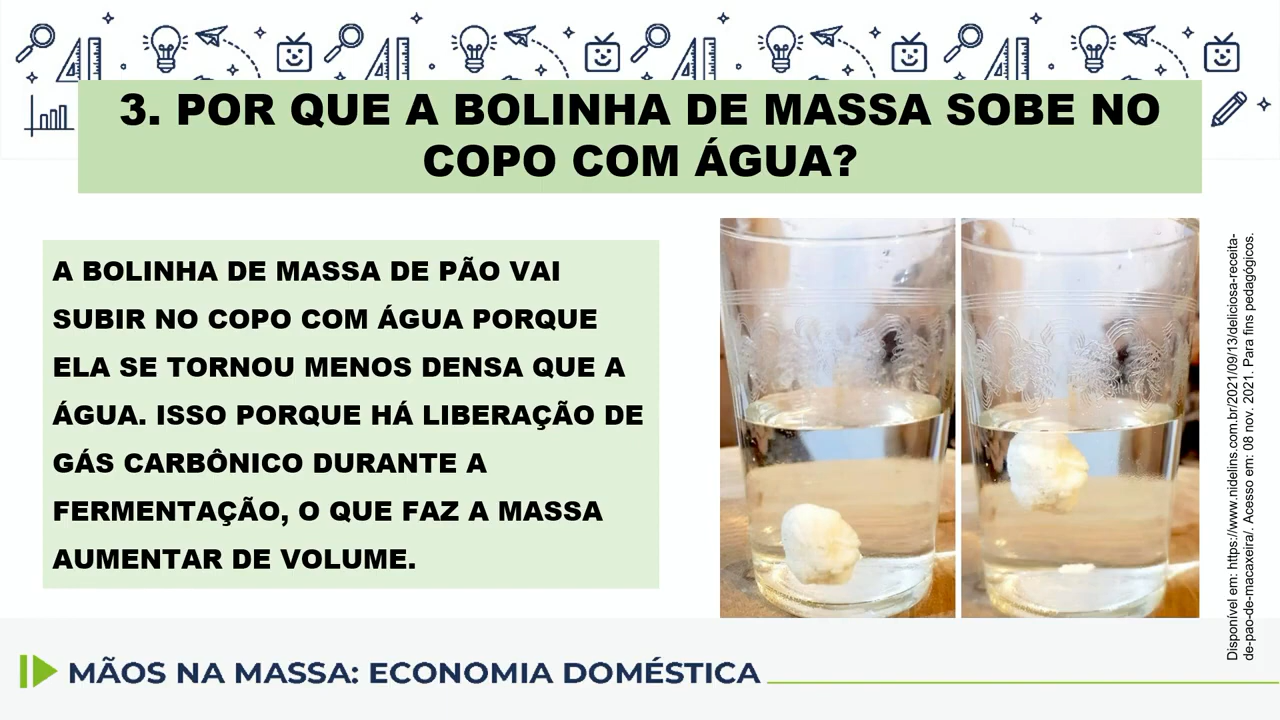 3. POR QUE A BOLINHA DE MASSA SOBE NO
COPO COM ÁGUA?
A BOLINHA DE MASSA DE PÃO VAI
SUBIR NO COPO COM ÁGUA PORQUE
ELA SE TORNOU MENOS DENSA QUE A
ÁGUA. ISSO PORQUE HÁ LIBERAÇÃO DE
GÁS CARBÔNICO DURANTE A
FERMENTAÇÃO, O QUE FAZ A MASSA
AUMENTAR DE VOLUME.
Disponível em: https://www.nidelins.com.br/2021/09/13/deliciosa-receita-
de-pao-de-macaxeira/. Acesso em: 08 nov. 2021. Para fins pedagógicos.
MÃOS NA MASSA: ECONOMIA DOMÉSTICA